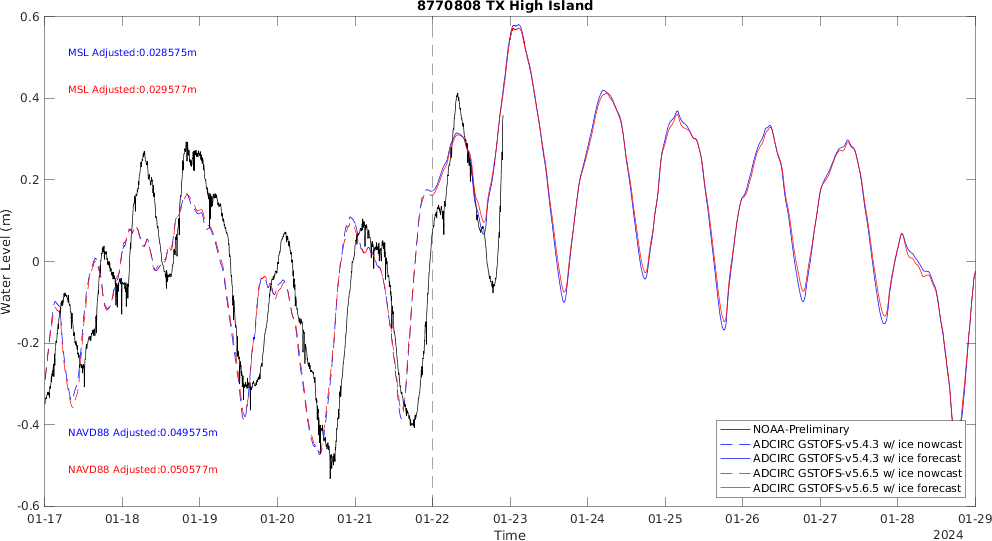 8770808 TX High Island
0.6
MSL Adjusted:0.028575m
MSL Adjusted:0.029577m
0.4
0.2
Water Level (m)
0
-0.2
-0.4
NAVD88 Adjusted:0.049575m
NAVD88 Adjusted:0.050577m
-0.6
NOAA-Preliminary
ADCIRC GSTOFS-v5.4.3 w/ ice nowcast
ADCIRC GSTOFS-v5.4.3 w/ ice forecast
ADCIRC GSTOFS-v5.6.5 w/ ice nowcast
ADCIRC GSTOFS-v5.6.5 w/ ice forecast
01-17 01-18 01-19 01-20 01-21 01-22 01-23 01-24 01-25 01-26 01-27 01-28 01-29
Time
2024